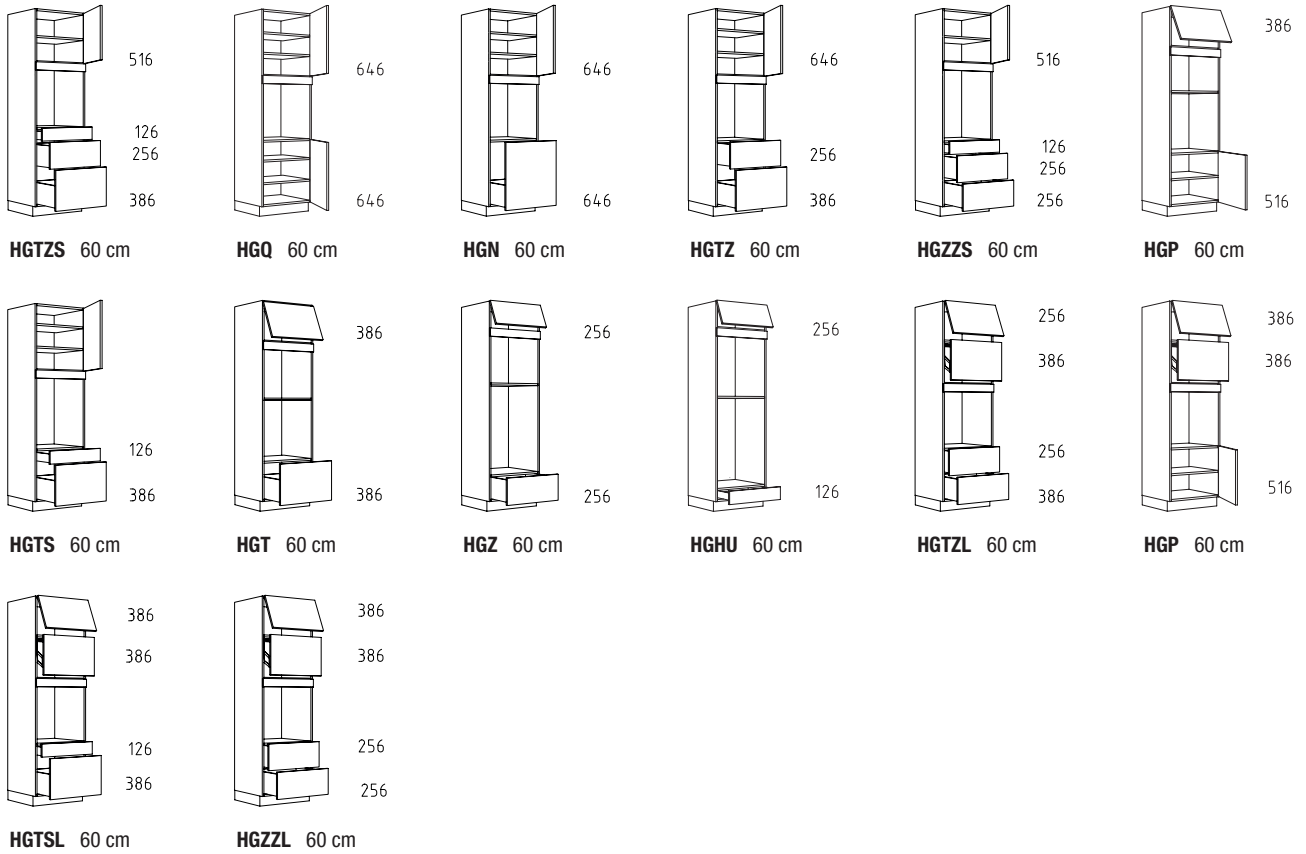 516
126
256
386
HGTZS 60 cm
646
646
HGQ 60 cm
646
646
HGN 60 cm
646
256
386
HGTZ 60 cm
516
126
256
256
HGZZS 60 cm
386
516
HGP 60 cm
126
386
HGTS 60 cm
386
386
HGT 60 cm
256
256
HGZ 60 cm
256
126
HGHU 60 cm
256
386
256
386
HGTZL 60 cm
386
386
516
HGP 60 cm
386
386
126
386
HGTSL 60 cm
386
386
256
256
HGZZL 60 cm